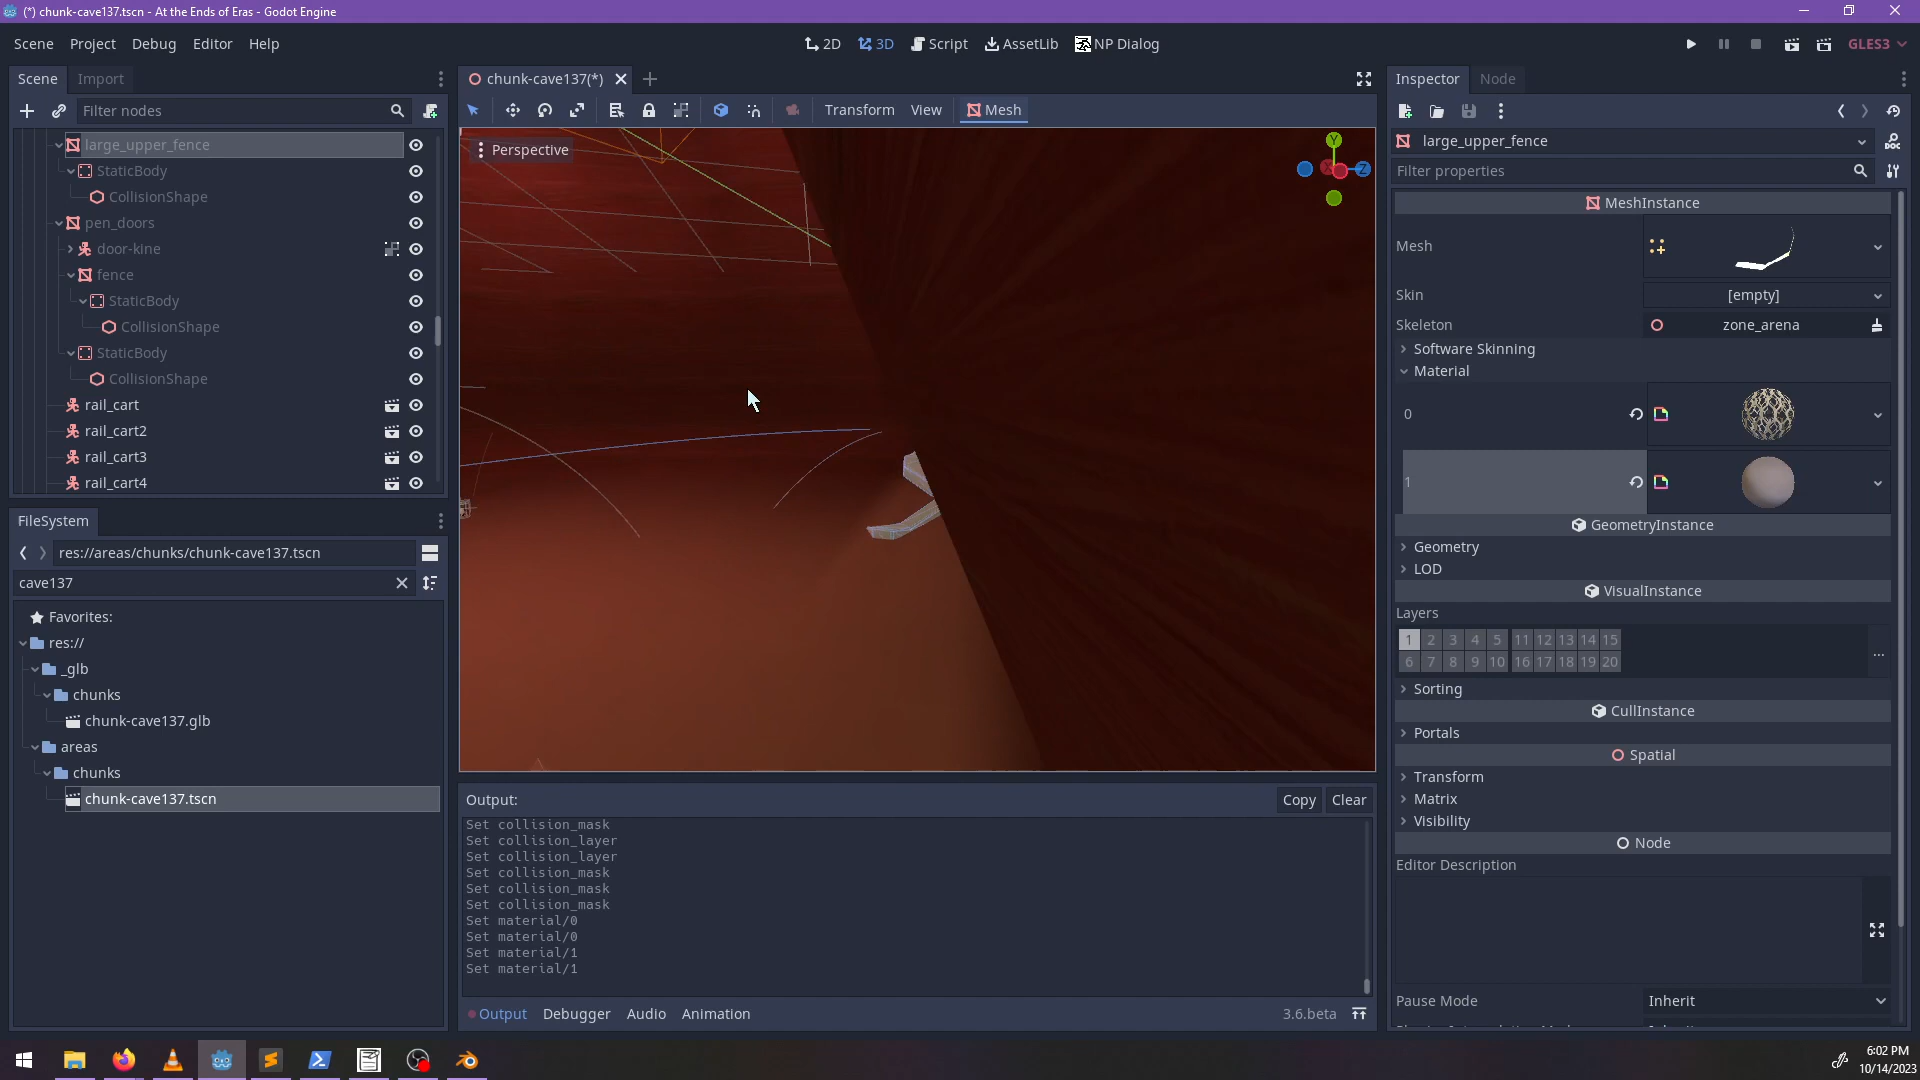 (*) chunk-cave137.tscn - At the Ends of Eras - Godot Engine
Scene Project Debug Editor Help
2D 3D Script AssetLib NP Dialog
GLES3
Scene Import
Filter nodes
large_upper_fence
StaticBody
CollisionShape
pen_doors
door-kine
fence
StaticBody
CollisionShape
StaticBody
CollisionShape
rail_cart
rail_cart2
rail_cart3
rail_cart4
FileSystem
res://areas/chunks/chunk-cave137.tscn
cave137
Favorites:
res://
_glb
chunks
chunk-cave137.glb
areas
chunks
chunk-cave137.tscn
chunk-cave137(*)
Transform View Mesh
Perspective
Y
X
Z
Output:
Copy Clear
Set collision_mask
Set collision_layer
Set collision_layer
Set collision_mask
Set collision_mask
Set collision_mask
Set material/0
Set material/0
Set material/1
Set material/1
Output Debugger Audio Animation
3.6.beta
Inspector Node
large_upper_fence
Filter properties
MeshInstance
Mesh
Skin [empty]
Skeleton zone_arena
Software Skinning
Material
0
1
GeometryInstance
Geometry
LOD
VisualInstance
Layers
1 2 3 4 5 11 12 13 14 15
6 7 8 9 10 16 17 18 19 20
...
Sorting
CullInstance
Portals
Spatial
Transform
Matrix
Visibility
Node
Editor Description
Pause Mode Inherit
6:02 PM
10/14/2023